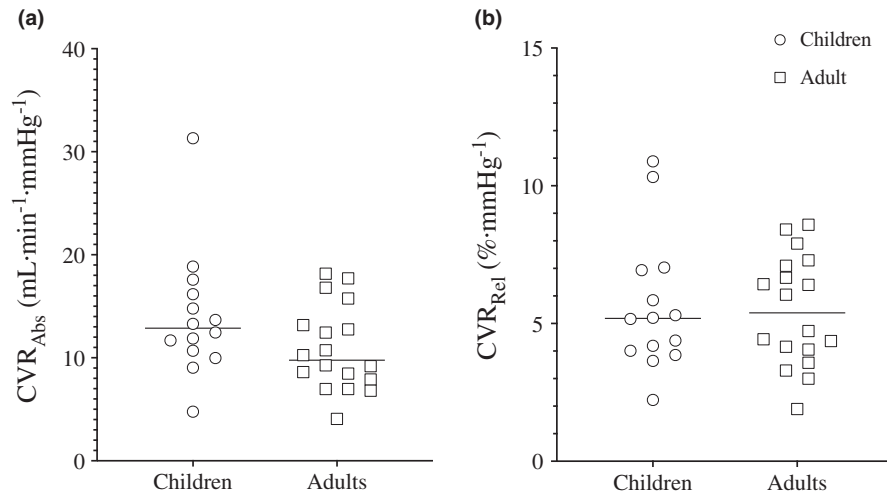 (a)
CVR_Abs (mL·min⁻¹·mmHg⁻¹)
40
30
20
10
0
Children Adults
(b)
CVR_Rel (%·mmHg⁻¹)
15
10
5
0
Children
Adult
Children Adults